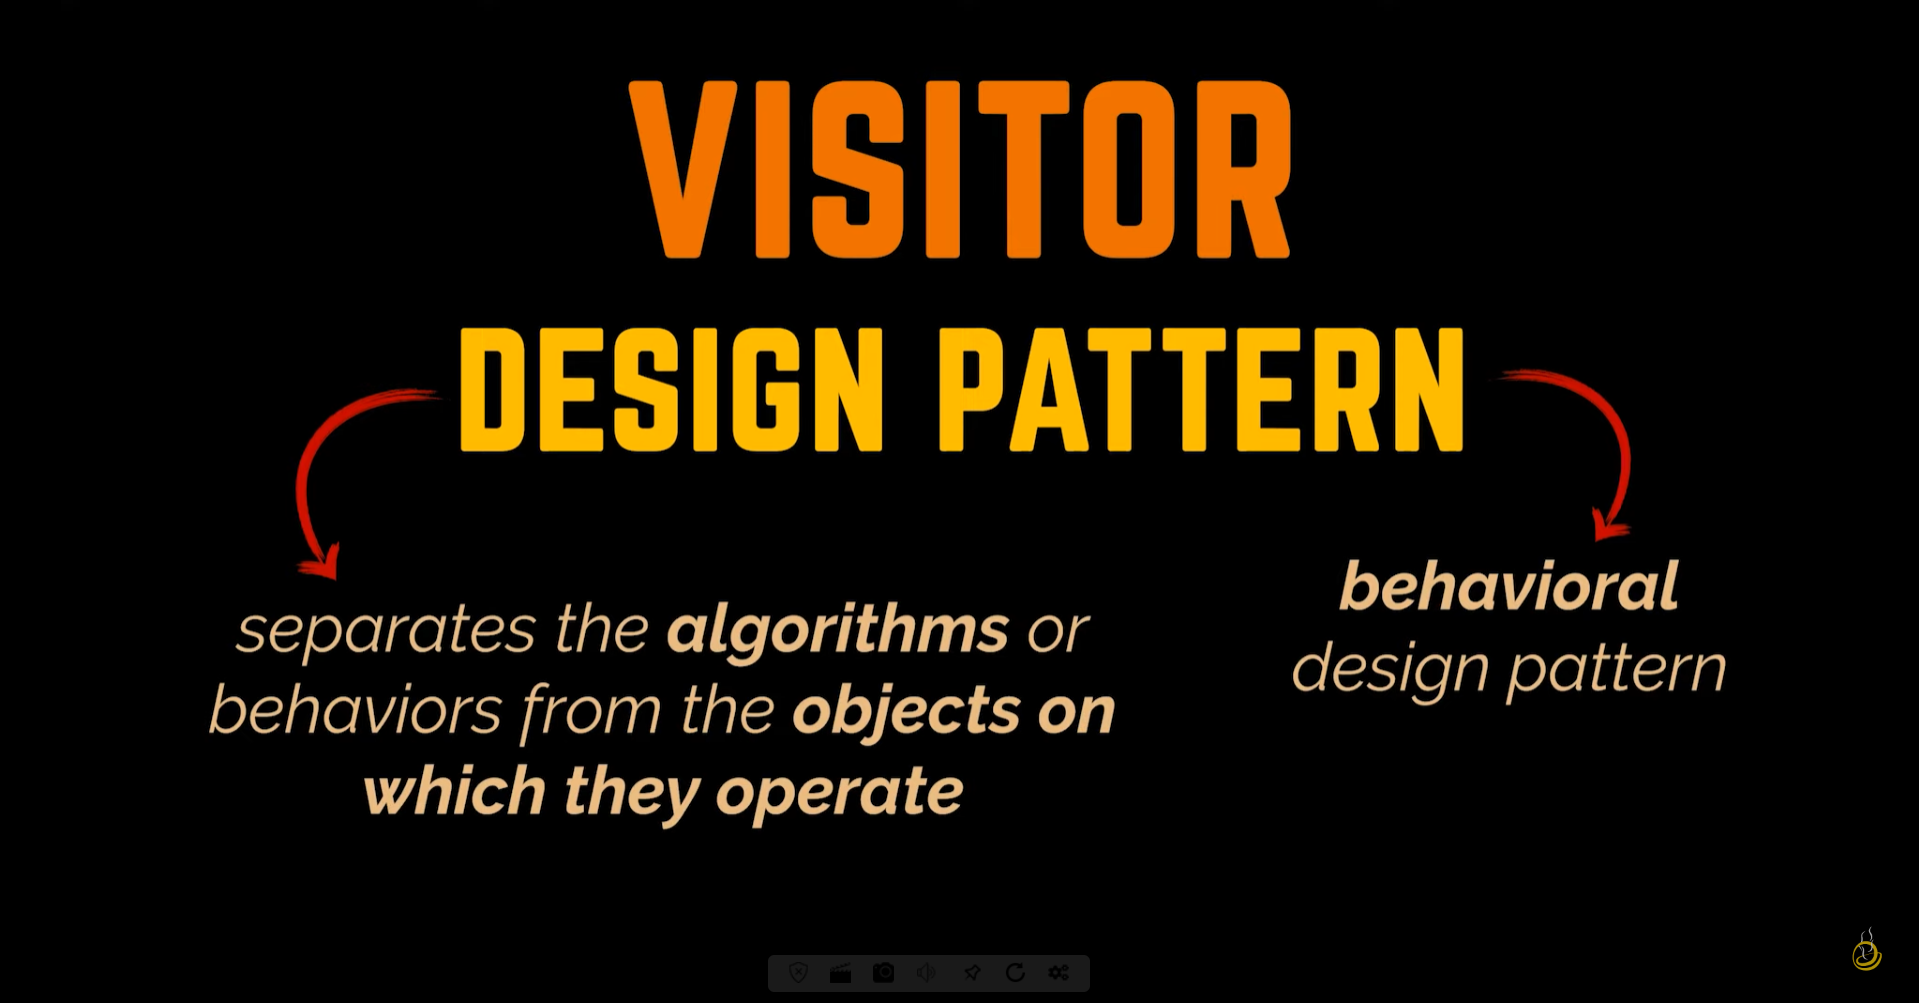 VISITOR
DESIGN PATTERN
separates the algorithms or
behaviors from the objects on
which they operate
behavioral
design pattern